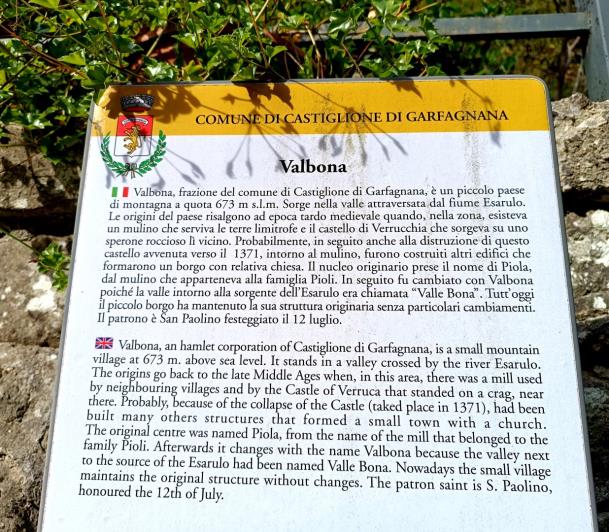 COMUNE DI CASTIGLIONE DI GARFAGNANA
Valbona
Valbona, frazione del comune di Castiglione di Garfagnana, è un piccolo paese
di montagna a quota 673 m s.l.m. Sorge nella valle attraversata dal fiume Esarulo.
Le origini del paese risalgono ad epoca tardo medievale quando, nella zona, esisteva
un mulino che serviva le terre limitrofe e il castello di Verrucchia che sorgeva su uno
sperone roccioso lì vicino. Probabilmente, in seguito anche alla distruzione di questo
castello avvenuta verso il 1371, intorno al mulino, furono costruiti altri edifici che
formarono un borgo con relativa chiesa. Il nucleo originario prese il nome di Piola,
dal mulino che apparteneva alla famiglia Pioli. In seguito fu cambiato con Valbona
poiché la valle intorno alla sorgente dell'Esarulo era chiamata "Valle Bona". Tutt'oggi
il piccolo borgo ha mantenuto la sua struttura originaria senza particolari cambiamenti.
Il patrono è San Paolino festeggiato il 12 luglio.
Valbona, an hamlet corporation of Castiglione di Garfagnana, is a small mountain
village at 673 m. above sea level. It stands in a valley crossed by the river Esarulo.
The origins go back to the late Middle Ages when, in this area, there was a mill used
by neighbouring villages and by the Castle of Verruca that standed on a crag, near
there. Probably, because of the collapse of the Castle (taked place in 1371), had been
built many others structures that formed a small town with a church.
The original centre was named Piola, from the name of the mill that belonged to the
family Pioli. Afterwards it changes with the name Valbona because the valley next
to the source of the Esarulo had been named Valle Bona. Nowadays the small village
maintains the original structure without changes. The patron saint is S. Paolino,
honoured the 12th of July.